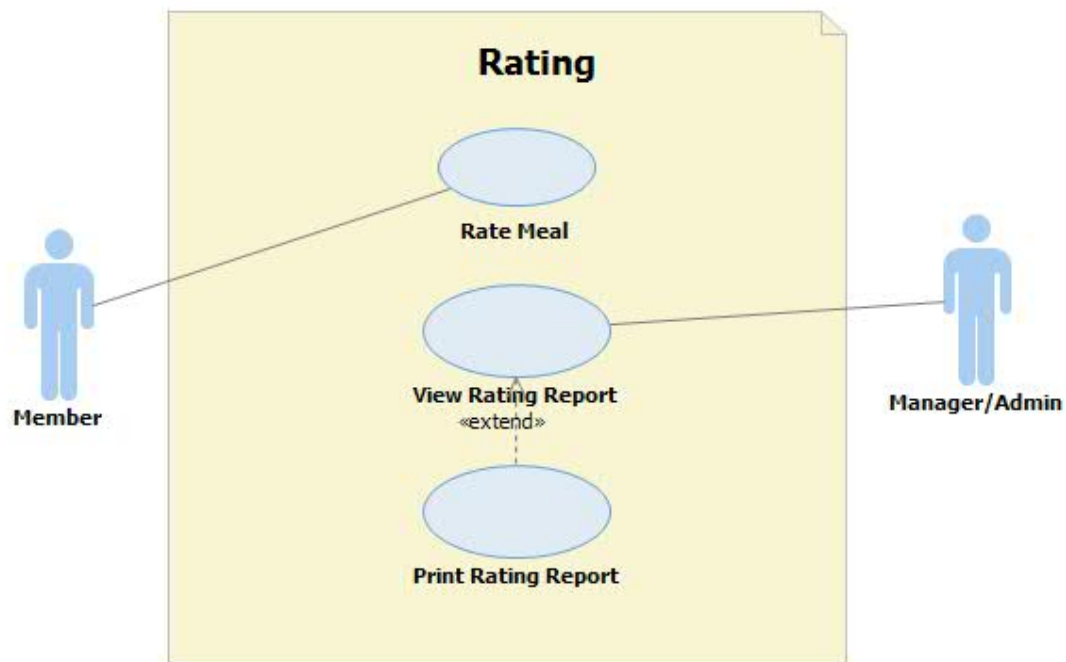 Rating
Rate Meal
Member
View Rating Report
«extend»
Manager/Admin
Print Rating Report